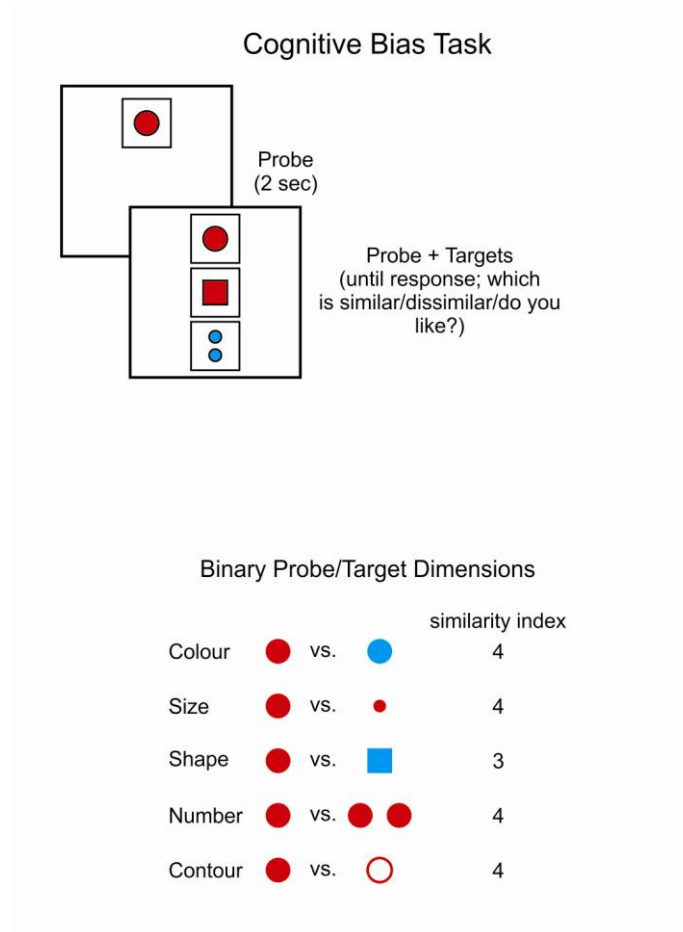 Cognitive Bias Task
Probe
(2 sec)
Probe + Targets
(until response; which
is similar/dissimilar/do you
like?)
Binary Probe/Target Dimensions
similarity index
Colour vs. 4
Size vs. 4
Shape vs. 3
Number vs. 4
Contour vs. 4